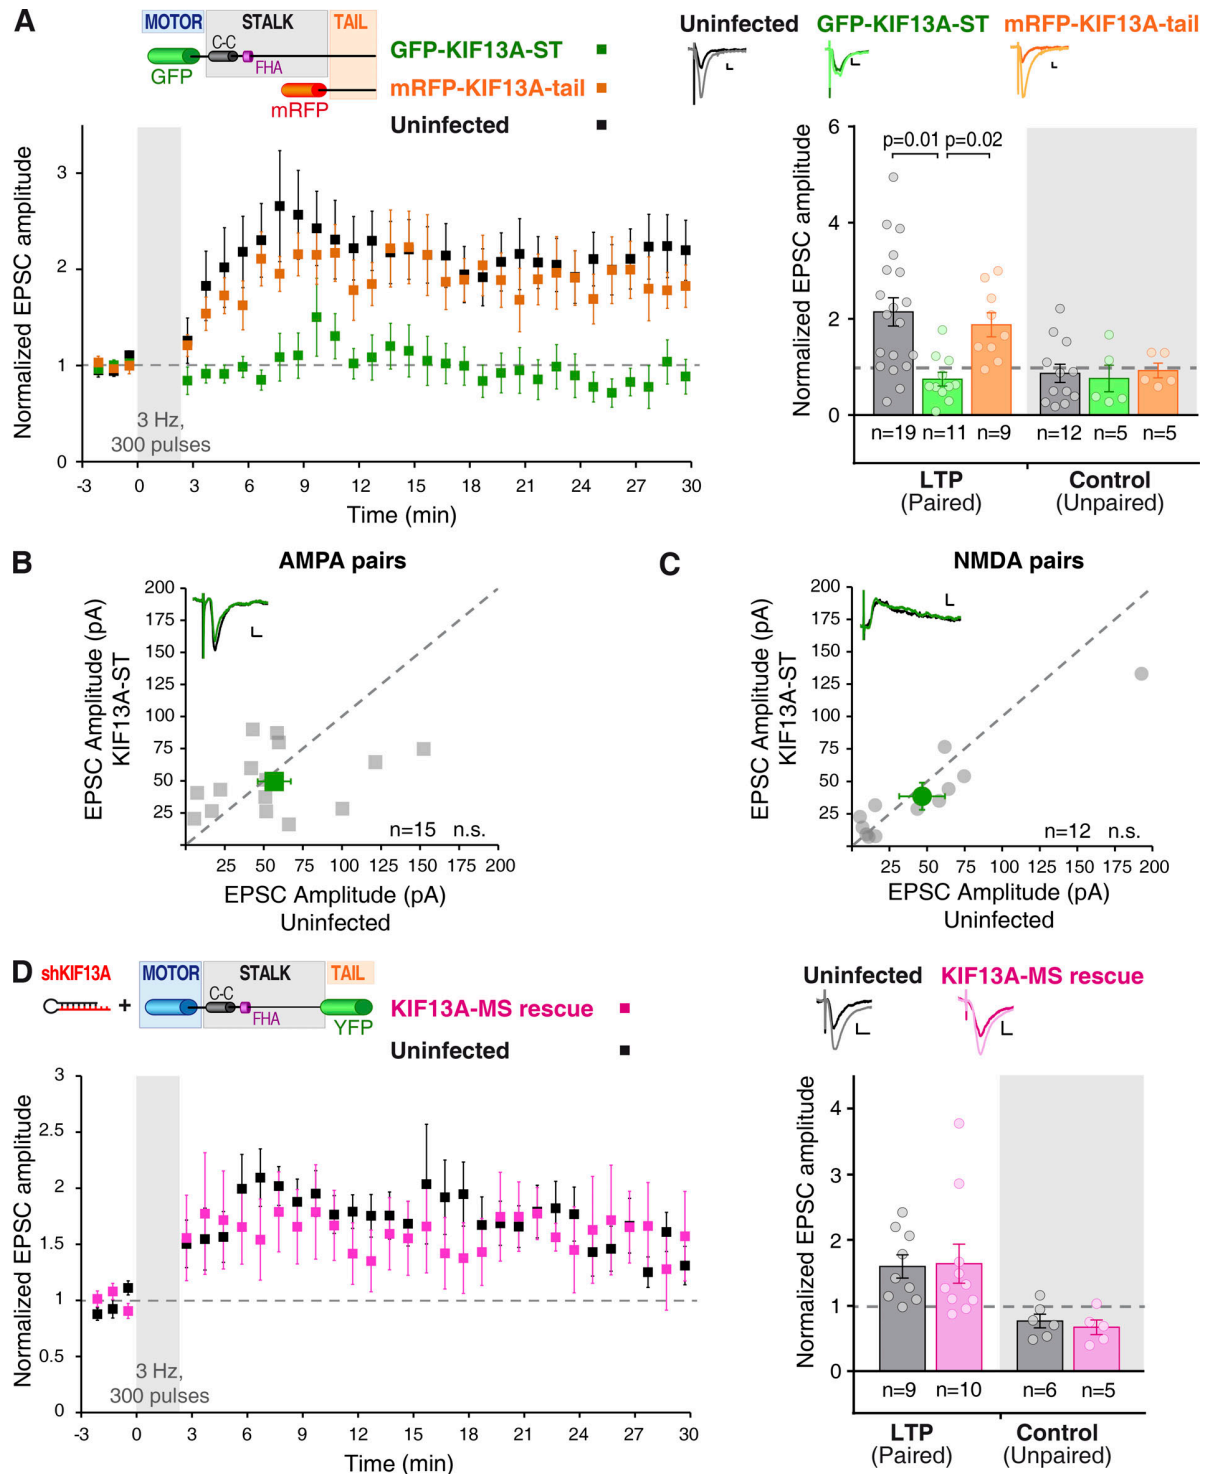 A
MOTOR STALK TAIL
C-C
FHA
GFP
mRFP
GFP-KIF13A-ST
mRFP-KIF13A-tail
Uninfected
Normalized EPSC amplitude
3
2
1
0
3 Hz,
300 pulses
-3 0 3 6 9 12 15 18 21 24 27 30
Time (min)
Uninfected GFP-KIF13A-ST mRFP-KIF13A-tail
Normalized EPSC amplitude
6
4
2
0
p=0.01 p=0.02
n=19 n=11 n=9 n=12 n=5 n=5
LTP Control
(Paired) (Unpaired)
B
AMPA pairs
EPSC Amplitude (pA)
KIF13A-ST
200
175
150
125
100
75
50
25
n=15 n.s.
25 50 75 100 125 150 175 200
EPSC Amplitude (pA)
Uninfected
C
NMDA pairs
EPSC Amplitude (pA)
KIF13A-ST
200
175
150
125
100
75
50
25
n=12 n.s.
25 50 75 100 125 150 175 200
EPSC Amplitude (pA)
Uninfected
D
shKIF13A
+
MOTOR STALK TAIL
C-C
FHA
YFP
KIF13A-MS rescue
Uninfected
Normalized EPSC amplitude
3
2.5
2
1.5
1
0.5
0
3 Hz,
300 pulses
-3 0 3 6 9 12 15 18 21 24 27 30
Time (min)
Uninfected KIF13A-MS rescue
Normalized EPSC amplitude
4
3
2
1
0
n=9 n=10 n=6 n=5
LTP Control
(Paired) (Unpaired)